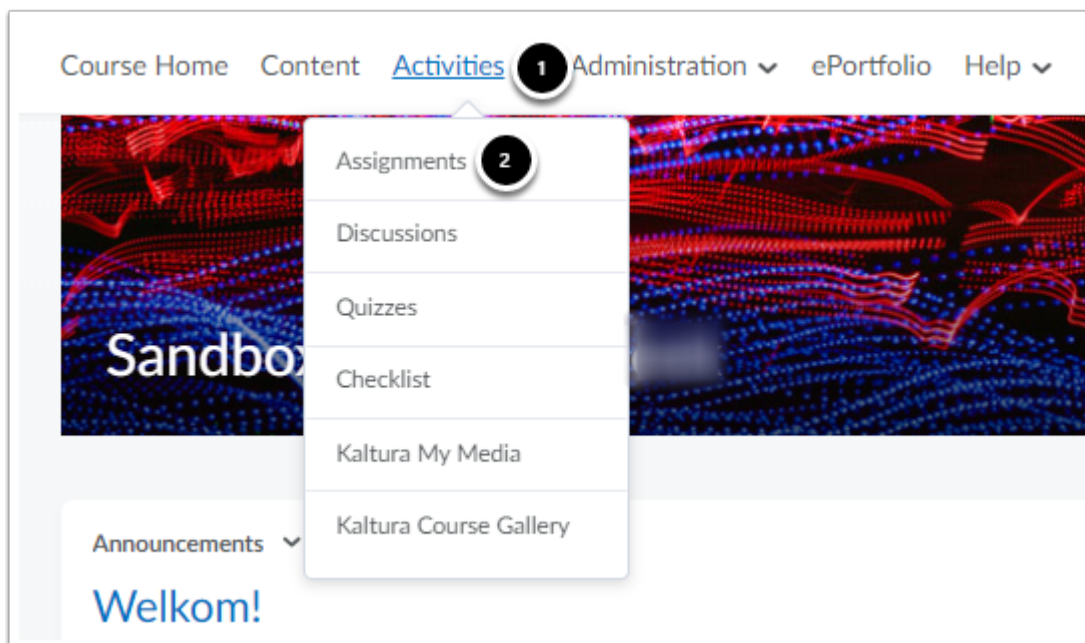 Course Home Content Activities 1 Administration ePortfolio Help
Assignments 2
Discussions
Quizzes
Checklist
Kaltura My Media
Kaltura Course Gallery
Sandbox
Announcements
Welkom!